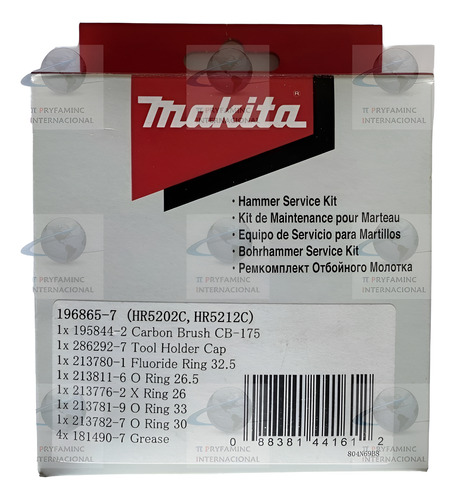 makita®
· Hammer Service Kit
· Kit de Maintenance pour Marteau
· Equipo de Servicio para Martillos
· Bohrhammer Service Kit
· Ремкомплект Отбойного Молотка
196865-7 (HR5202C, HR5212C)
1x 195844-2 Carbon Brush CB-175
1x 286292-7 Tool Holder Cap
1x 213780-1 Fluoride Ring 32.5
1x 213811-6 O Ring 26.5
1x 213776-2 X Ring 26
1x 213781-9 O Ring 33
1x 213782-7 O Ring 30
4x 181490-7 Grease
0 88381 44161 2
804N69B8
PRYFAMINC
INTERNACIONAL